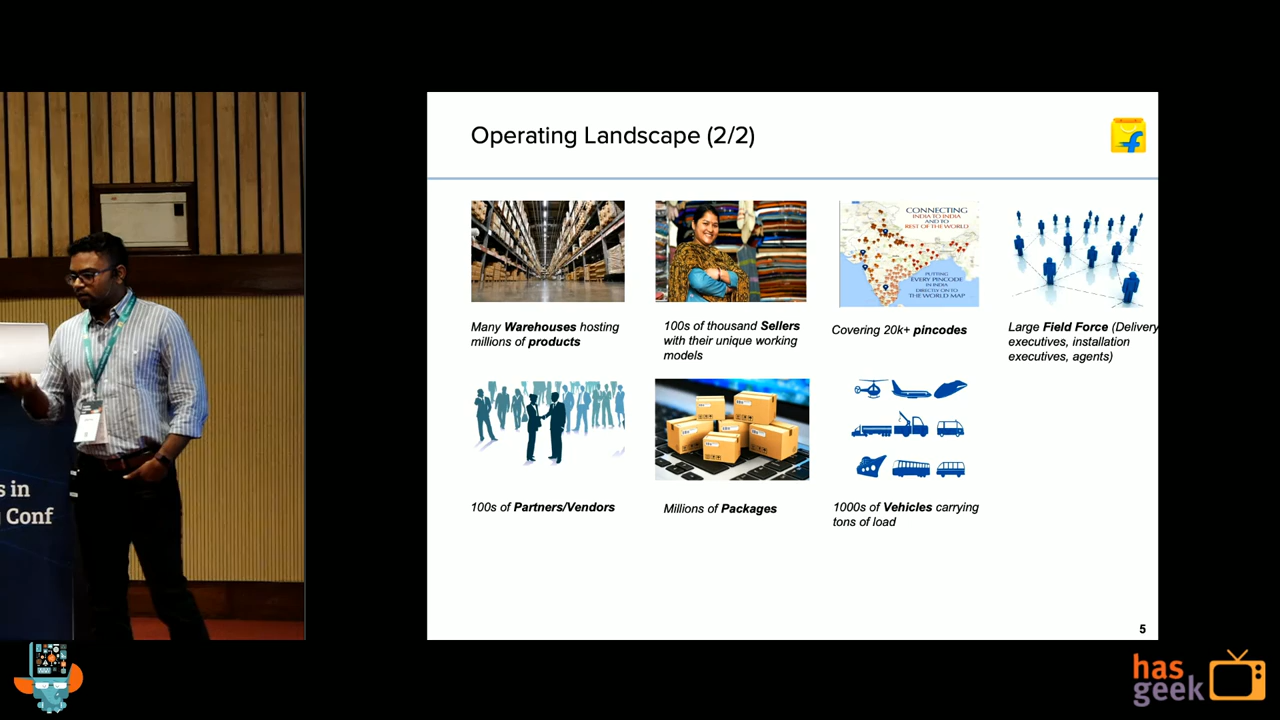 Operating Landscape (2/2)
CONNECTING
INDIA TO INDIA
AND TO
REST OF THE WORLD
PUTTING
EVERY PINCODE
IN INDIA
DIRECTLY ON TO
THE WORLD MAP
Many Warehouses hosting
millions of products
100s of thousand Sellers
with their unique working
models
Covering 20k+ pincodes
Large Field Force (Delivery
executives, installation
executives, agents)
100s of Partners/Vendors
Millions of Packages
1000s of Vehicles carrying
tons of load
5
s in
Conf
has
geek